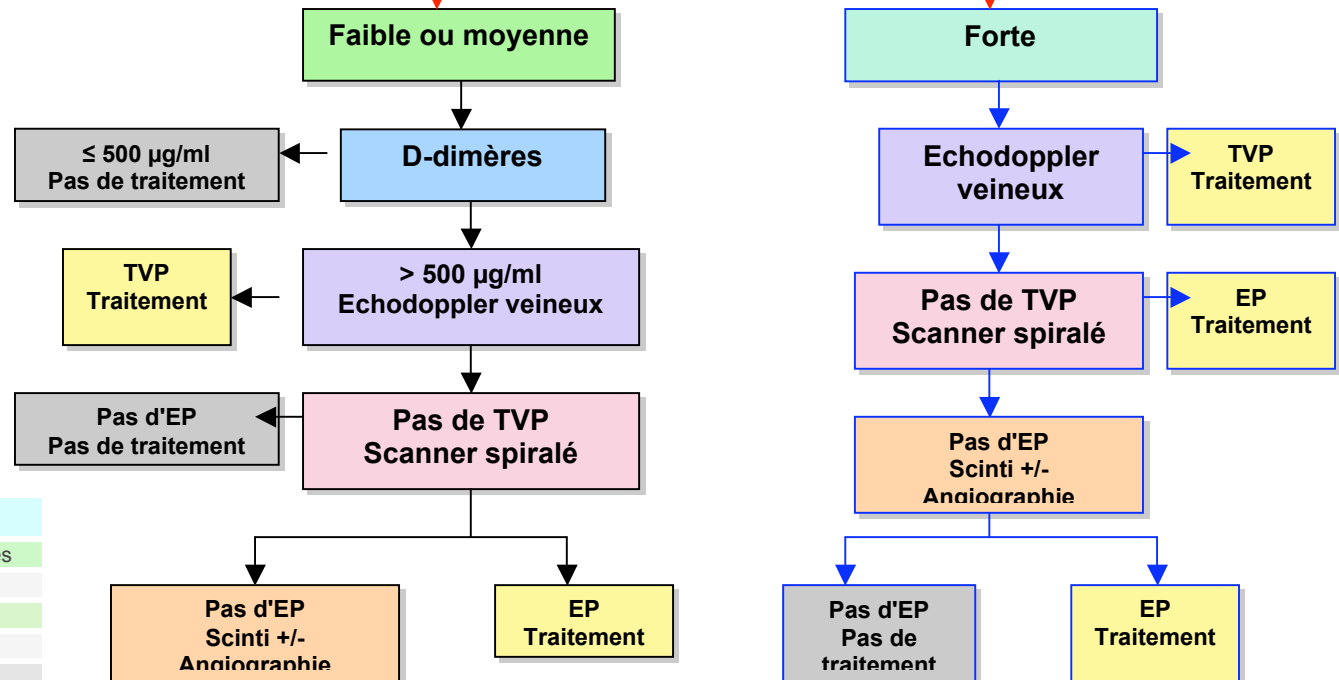 Faible ou moyenne
Forte
≤ 500 µg/ml
Pas de traitement
D-dimères
Echodoppler
veineux
TVP
Traitement
TVP
Traitement
> 500 µg/ml
Echodoppler veineux
Pas de TVP
Scanner spiralé
EP
Traitement
Pas d'EP
Pas de traitement
Pas de TVP
Scanner spiralé
Pas d'EP
Scinti +/-
Angiographie
Pas d'EP
Scinti +/-
Angiographie
EP
Traitement
Pas d'EP
Pas de
traitement
EP
Traitement